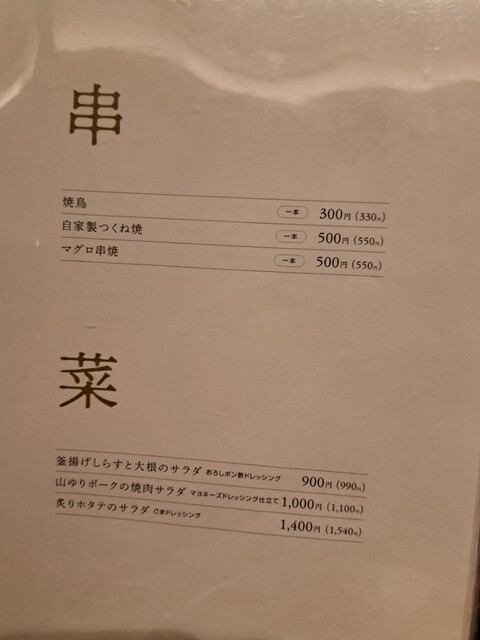 串
焼鳥 一本 300円(330円)
自家製つくね焼 一本 500円(550円)
マグロ串焼 一本 500円(550円)
菜
釜揚げしらすと大根のサラダ おろしポン酢ドレッシング 900円(990円)
山ゆりポークの焼肉サラダ マヨネーズドレッシング仕立て 1,000円(1,100円)
炙りホタテのサラダ ごまドレッシング 1,400円(1,540円)